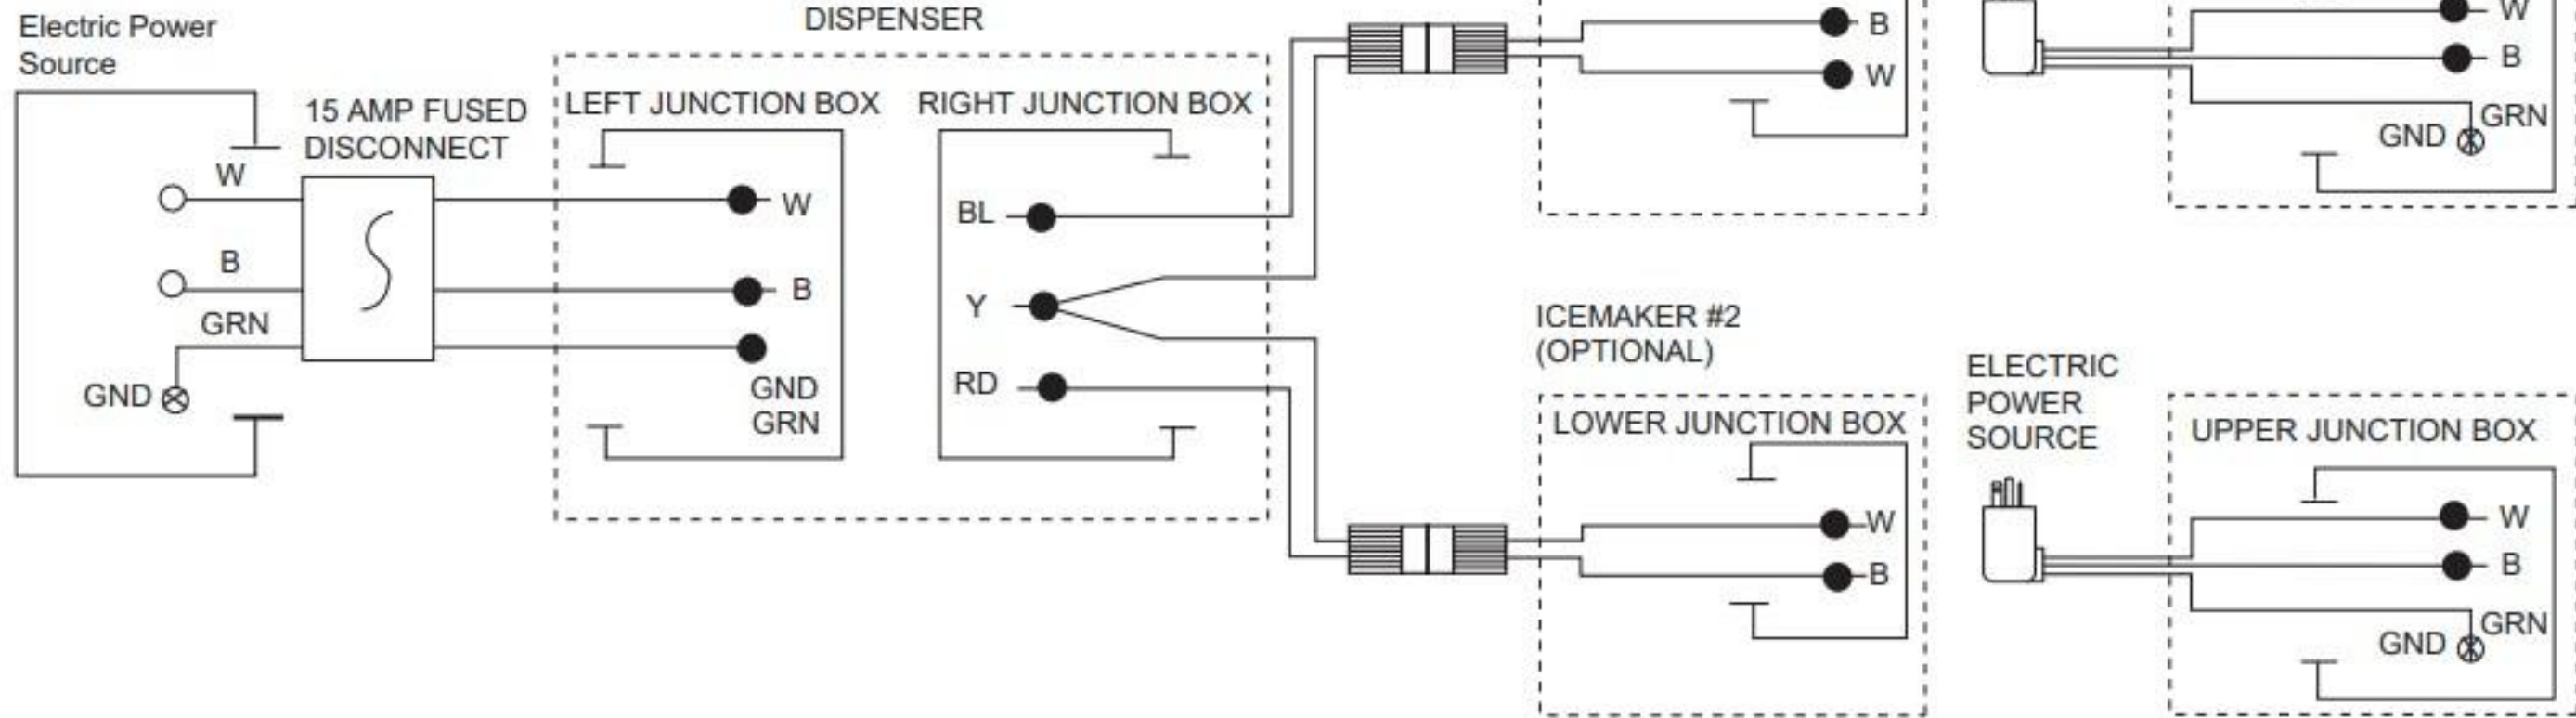 Electric Power
Source
DISPENSER
15 AMP FUSED
DISCONNECT
LEFT JUNCTION BOX
RIGHT JUNCTION BOX
W
B
GRN
GND
W
B
GND
GRN
BL
Y
RD
B
W
W
B
GRN
GND
ICEMAKER #2
(OPTIONAL)
LOWER JUNCTION BOX
W
B
ELECTRIC
POWER
SOURCE
UPPER JUNCTION BOX
W
B
GRN
GND